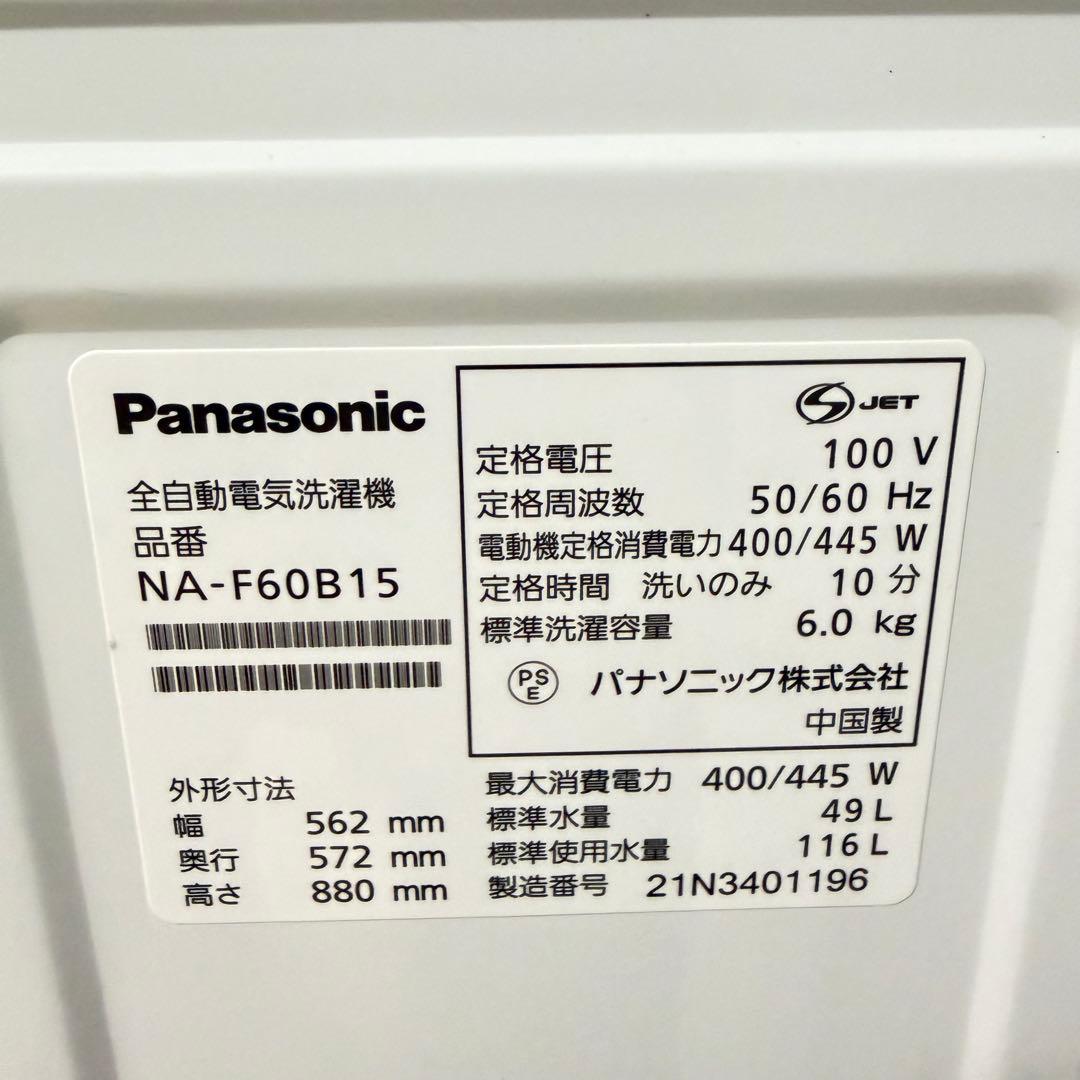 Panasonic
全自動電気洗濯機
品番
NA-F60B15
外形寸法
幅 562 mm
奥行 572 mm
高さ 880 mm
JET
定格電圧 100 V
定格周波数 50/60 Hz
電動機定格消費電力 400/445 W
定格時間 洗いのみ 10 分
標準洗濯容量 6.0 kg
PS
E
パナソニック株式会社
中国製
最大消費電力 400/445 W
標準水量 49 L
標準使用水量 116 L
製造番号 21N3401196